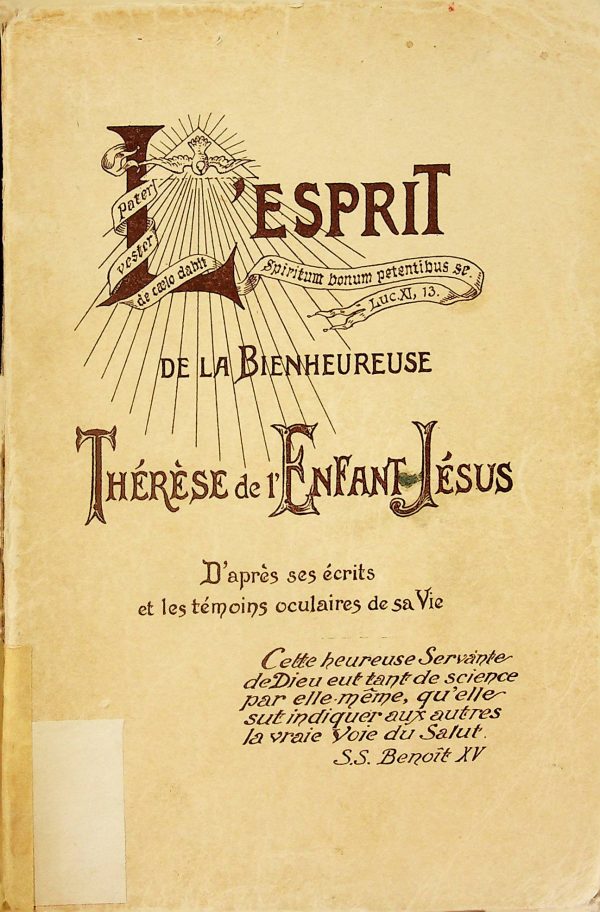 L'ESPRIT
pater
vester
de cælo dabit
Spiritum bonum petentibus se...
Luc. XI, 13.
DE LA BIENHEUREUSE
THÉRÈSE de l'ENFANT-JÉSUS
D'après ses écrits
et les témoins oculaires de sa Vie
Cette heureuse Servante
de Dieu eut tant de science
par elle-même, qu'elle
sut indiquer aux autres
la vraie Voie du Salut.
S.S. Benoît XV